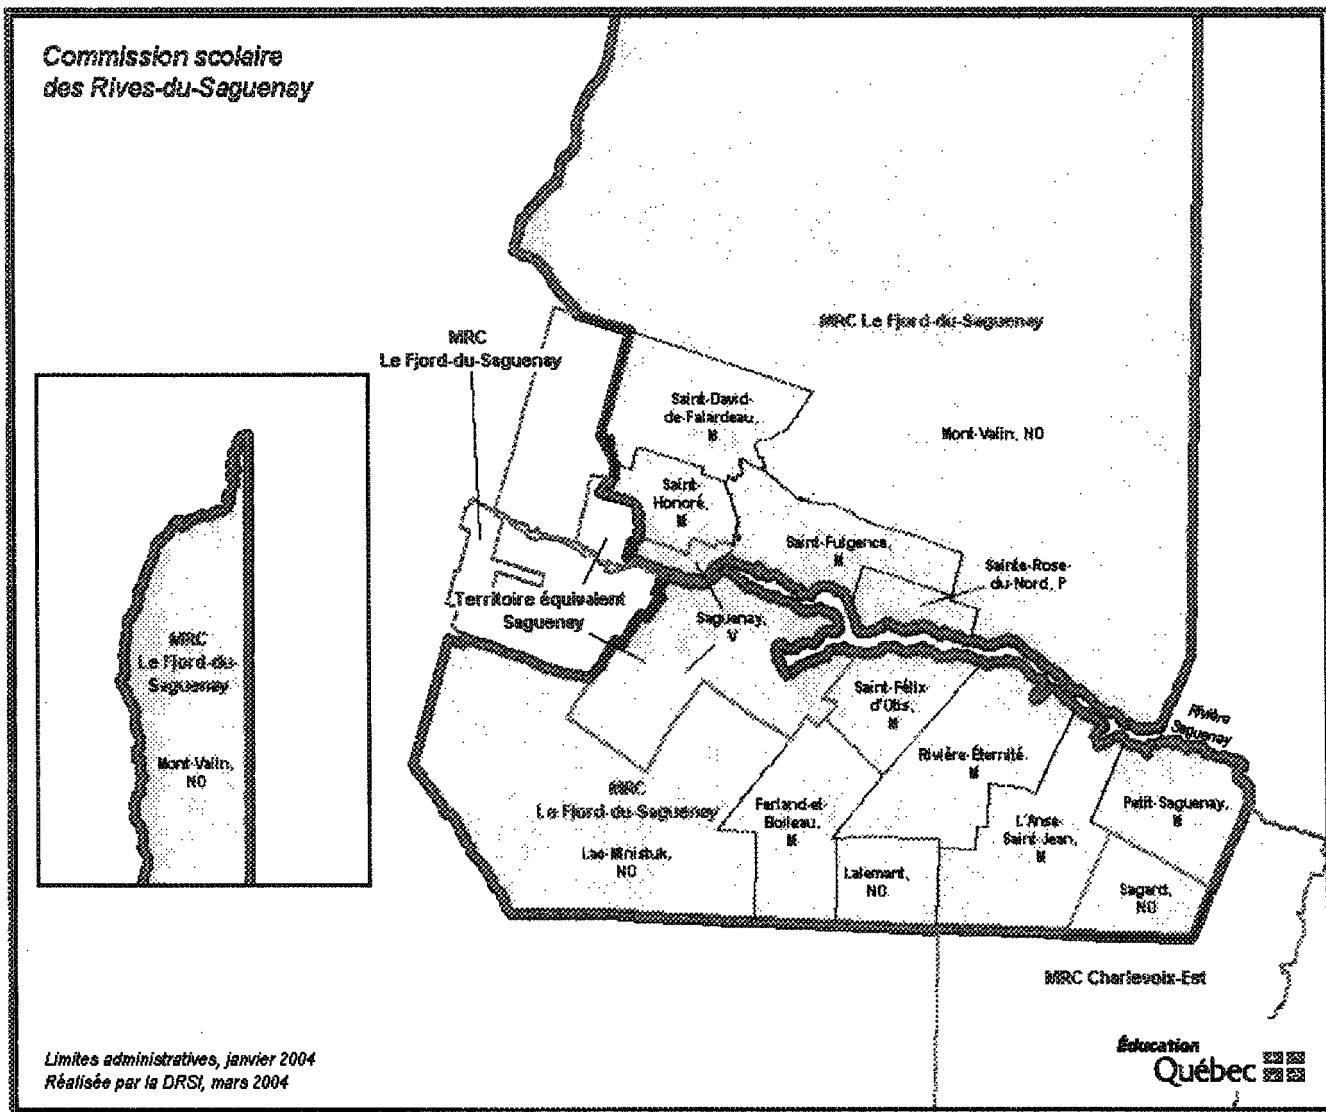 Commission scolaire
des Rives-du-Saguenay
MRC Le Fjord-du-Saguenay
MRC
Le Fjord-du-Saguenay
Saint-David-
de-Falardeau,
M
Mont-Valin, NO
Saint-
Honoré,
M
Saint-Fulgence,
M
Sainte-Rose-
du-Nord, P
Territoire équivalent
Saguenay
Saguenay,
V
MRC
Le Fjord-du-
Saguenay
Mont-Valin,
NO
Saint-Félix-
d'Otis,
M
Rivière
Saguenay
Rivière-Éternité,
M
MRC
Le Fjord-du-Saguenay
Ferland-et-
Boileau,
M
Petit-Saguenay,
M
L'Anse-
Saint-Jean,
M
Lac-Ministuk,
NO
Lalemant,
NO
Sagard,
NO
MRC Charlevoix-Est
Limites administratives, janvier 2004
Réalisée par la DRSI, mars 2004
Éducation
Québec